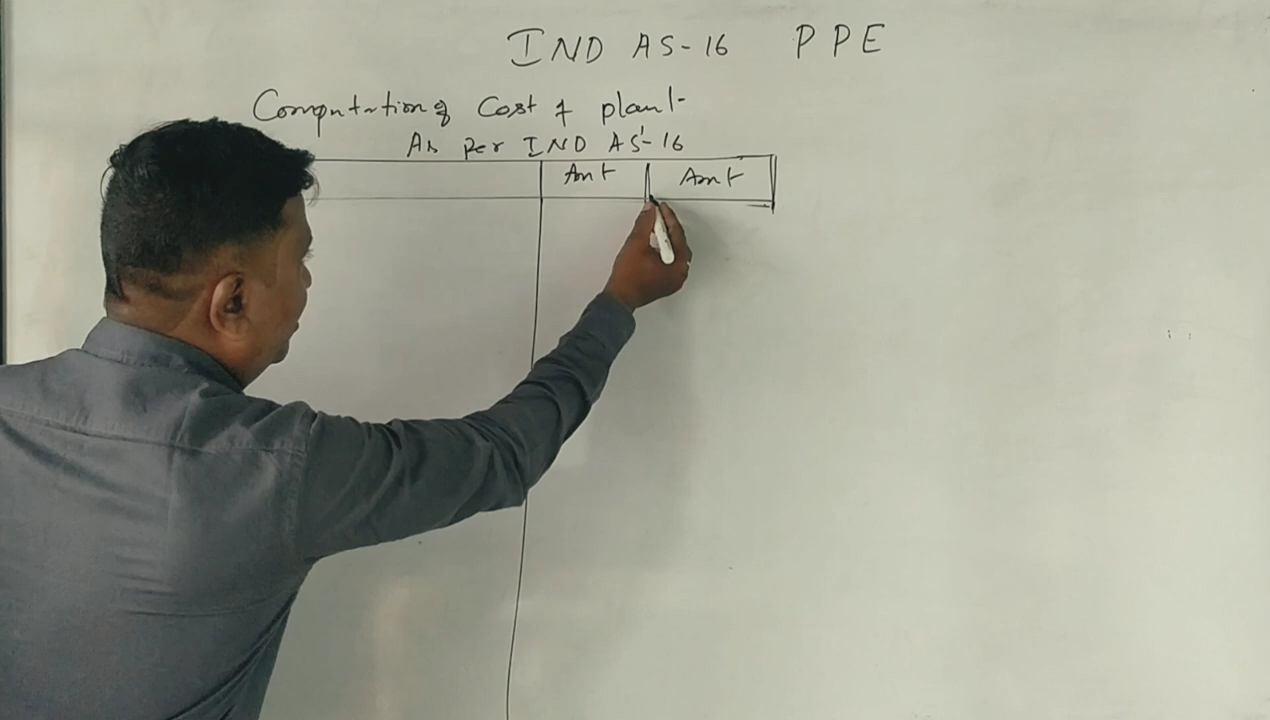 IND AS-16 PPE
Computation of Cost of plant
As Per IND AS-16
Amt Amt